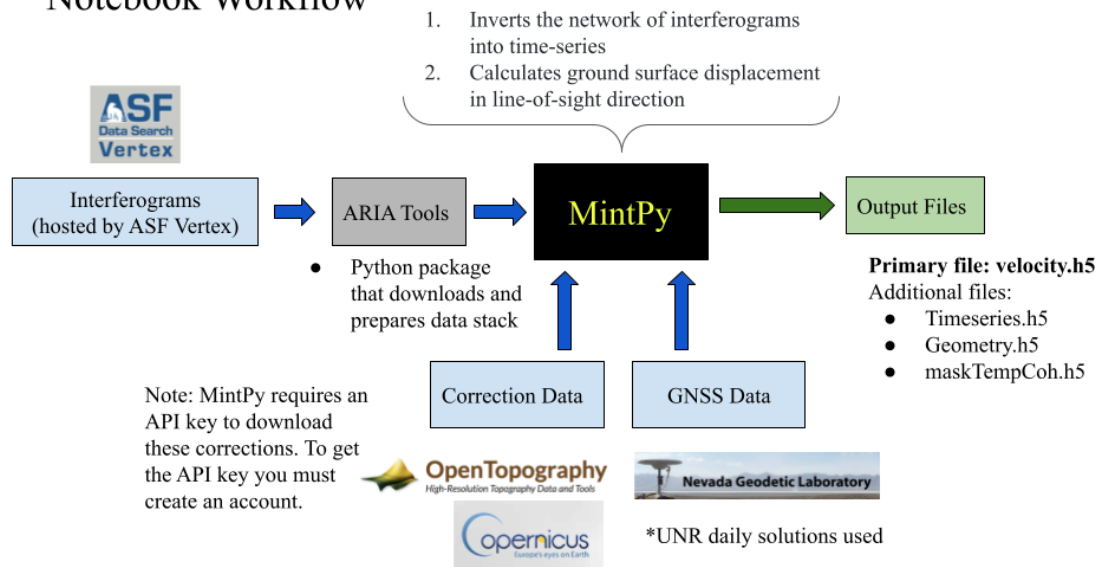 Notebook Workflow
1. Inverts the network of interferograms
into time-series
2. Calculates ground surface displacement
in line-of-sight direction
ASF
Data Search
Vertex
Interferograms
(hosted by ASF Vertex)
ARIA Tools
MintPy
Output Files
● Python package
that downloads and
prepares data stack
Primary file: velocity.h5
Additional files:
● Timeseries.h5
● Geometry.h5
● maskTempCoh.h5
Correction Data
GNSS Data
Note: MintPy requires an
API key to download
these corrections. To get
the API key you must
create an account.
OpenTopography
High-Resolution Topography Data and Tools
Nevada Geodetic Laboratory
Copernicus
Europe's eyes on Earth
*UNR daily solutions used